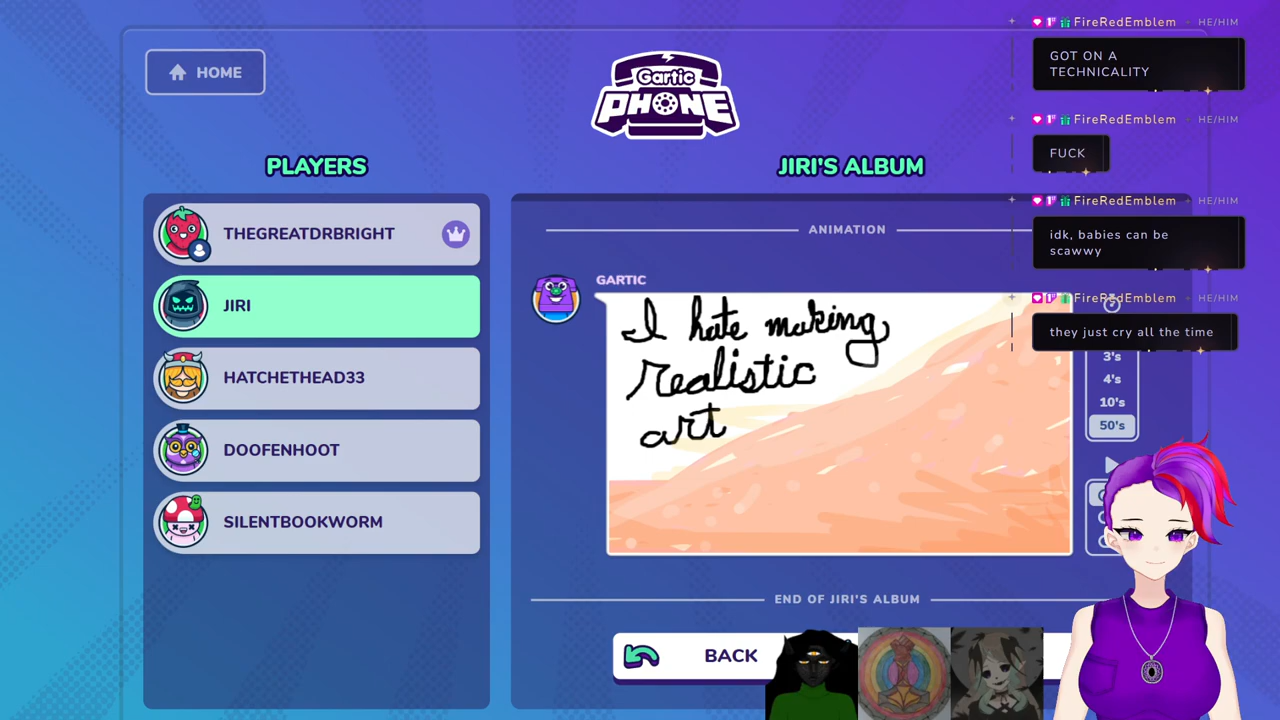 HOME
Gartic
PHONE
PLAYERS
THEGREATDRBRIGHT
JIRI
HATCHETHEAD33
DOOFENHOOT
SILENTBOOKWORM
JIRI'S ALBUM
ANIMATION
GARTIC
I hate making
realistic
art
3's
4's
10's
50's
END OF JIRI'S ALBUM
BACK
FireRedEmblem HE/HIM
GOT ON A
TECHNICALITY
FireRedEmblem HE/HIM
FUCK
FireRedEmblem HE/HIM
idk, babies can be
scawwy
FireRedEmblem HE/HIM
they just cry all the time